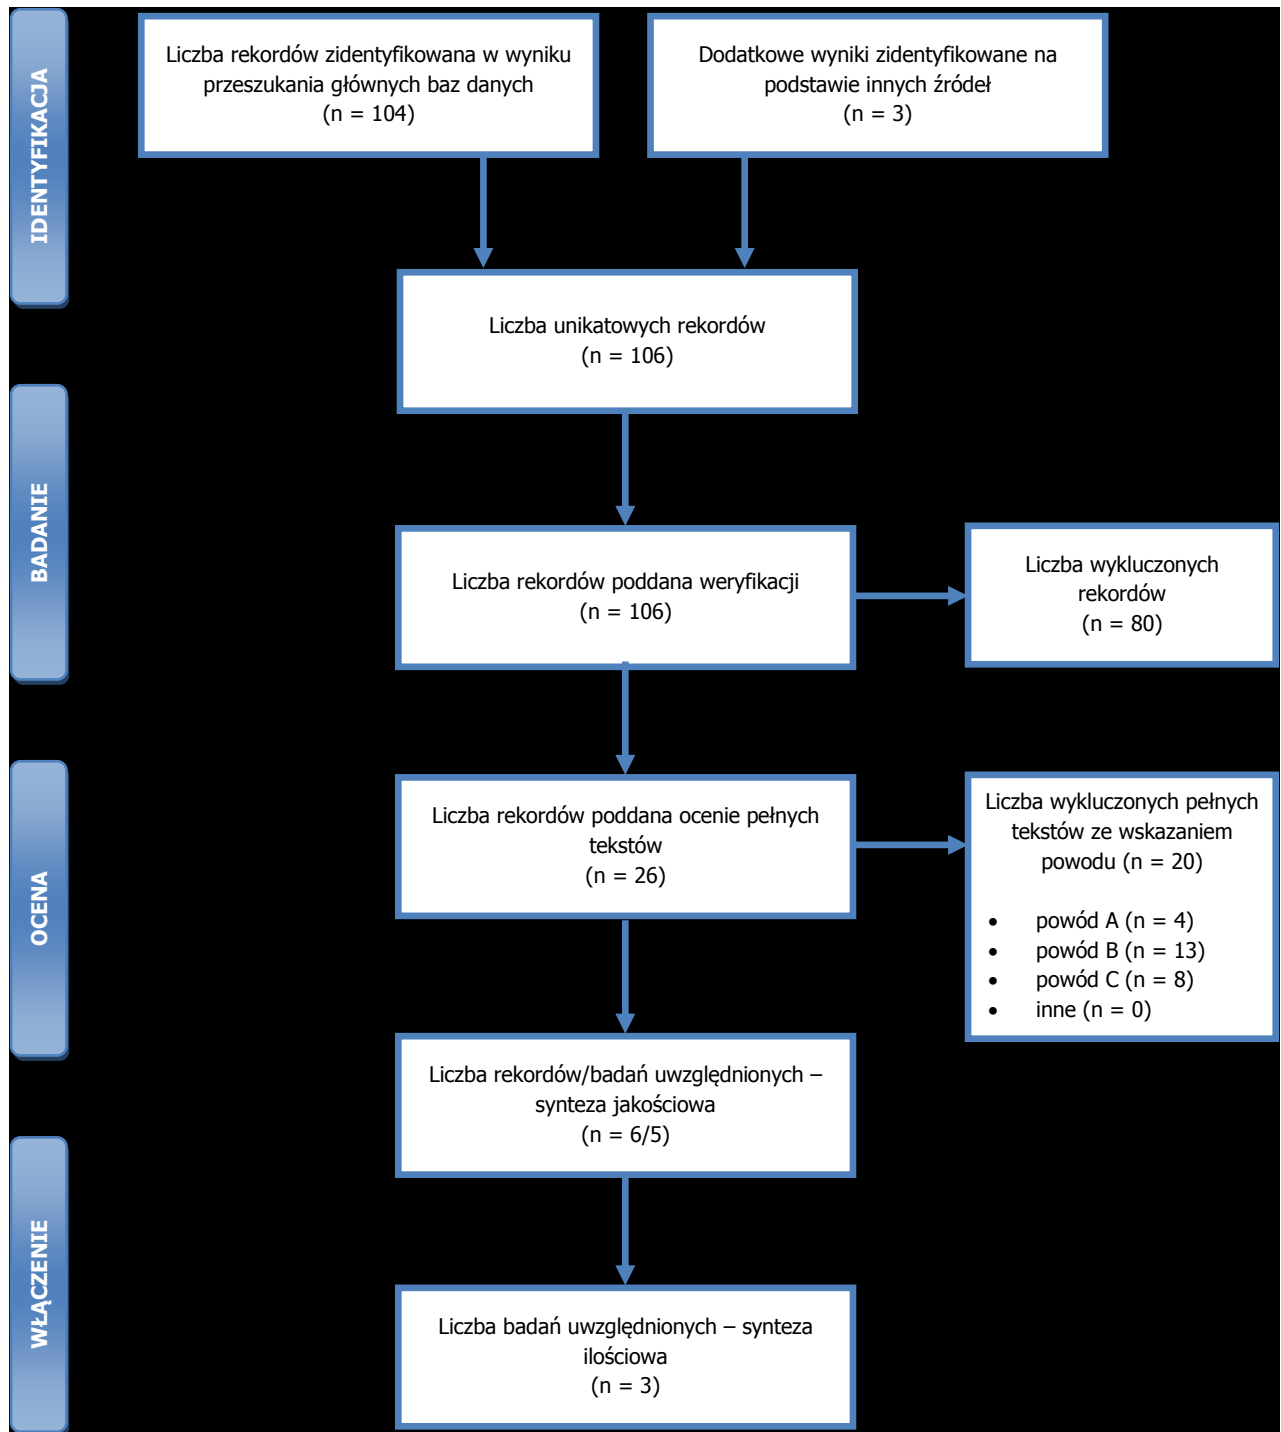 IDENTYFIKACJA
Liczba rekordów zidentyfikowana w wyniku
przeszukania głównych baz danych
(n = 104)
Dodatkowe wyniki zidentyfikowane na
podstawie innych źródeł
(n = 3)
Liczba unikatowych rekordów
(n = 106)
BADANIE
Liczba rekordów poddana weryfikacji
(n = 106)
Liczba wykluczonych
rekordów
(n = 80)
OCENA
Liczba rekordów poddana ocenie pełnych
tekstów
(n = 26)
Liczba wykluczonych pełnych
tekstów ze wskazaniem
powodu (n = 20)
• powód A (n = 4)
• powód B (n = 13)
• powód C (n = 8)
• inne (n = 0)
Liczba rekordów/badań uwzględnionych –
synteza jakościowa
(n = 6/5)
WŁĄCZENIE
Liczba badań uwzględnionych – synteza
ilościowa
(n = 3)